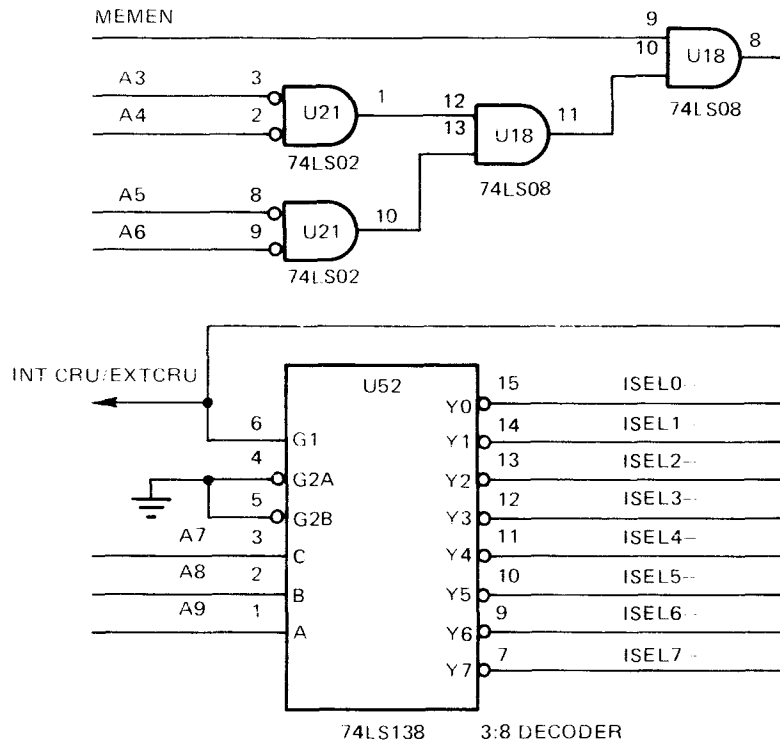 MEMEN
9
10
8
U18
74LS08
A3
3
A4
2
U21
1
74LS02
12
13
U18
11
74LS08
A5
8
A6
9
U21
10
74LS02
INT CRU/EXTCRU
U52
6
G1
4
G2A
5
G2B
A7
3
C
A8
2
B
A9
1
A
Y0
15
ISEL0-
Y1
14
ISEL1-
Y2
13
ISEL2-
Y3
12
ISEL3-
Y4
11
ISEL4-
Y5
10
ISEL5-
Y6
9
ISEL6-
Y7
7
ISEL7-
74LS138
3:8 DECODER